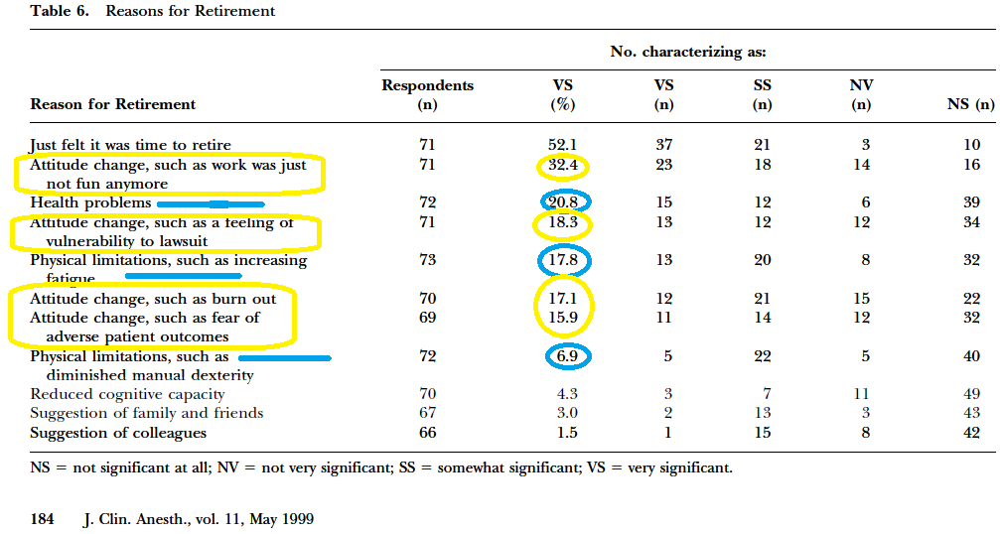 Table 6. Reasons for Retirement
No. characterizing as:
Respondents VS VS SS NV
Reason for Retirement (n) (%) (n) (n) (n) NS (n)
Just felt it was time to retire 71 52.1 37 21 3 10
Attitude change, such as work was just 71 32.4 23 18 14 16
not fun anymore
Health problems 72 20.8 15 12 6 39
Attitude change, such as a feeling of 71 18.3 13 12 12 34
vulnerability to lawsuit
Physical limitations, such as increasing 73 17.8 13 20 8 32
fatigue
Attitude change, such as burn out 70 17.1 12 21 15 22
Attitude change, such as fear of 69 15.9 11 14 12 32
adverse patient outcomes
Physical limitations, such as 72 6.9 5 22 5 40
diminished manual dexterity
Reduced cognitive capacity 70 4.3 3 7 11 49
Suggestion of family and friends 67 3.0 2 13 3 43
Suggestion of colleagues 66 1.5 1 15 8 42
NS = not significant at all; NV = not very significant; SS = somewhat significant; VS = very significant.
184 J. Clin. Anesth., vol. 11, May 1999